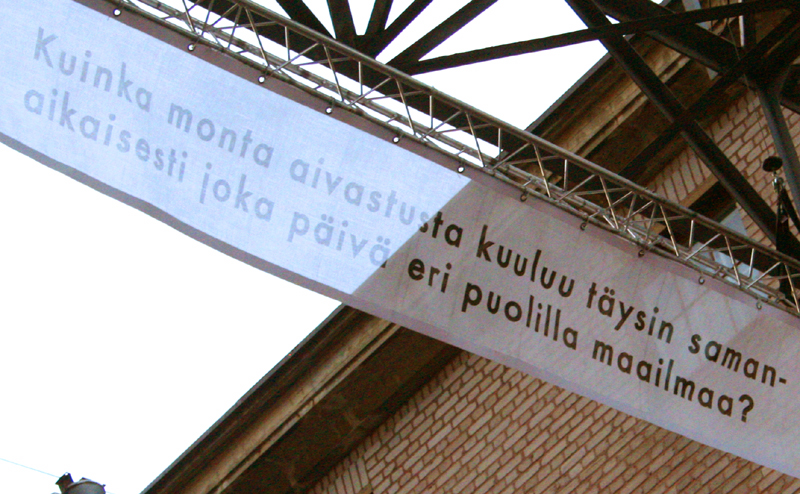 Kuinka monta aivastusta kuuluu täysin saman-
aikaisesti joka päivä eri puolilla maailmaa?